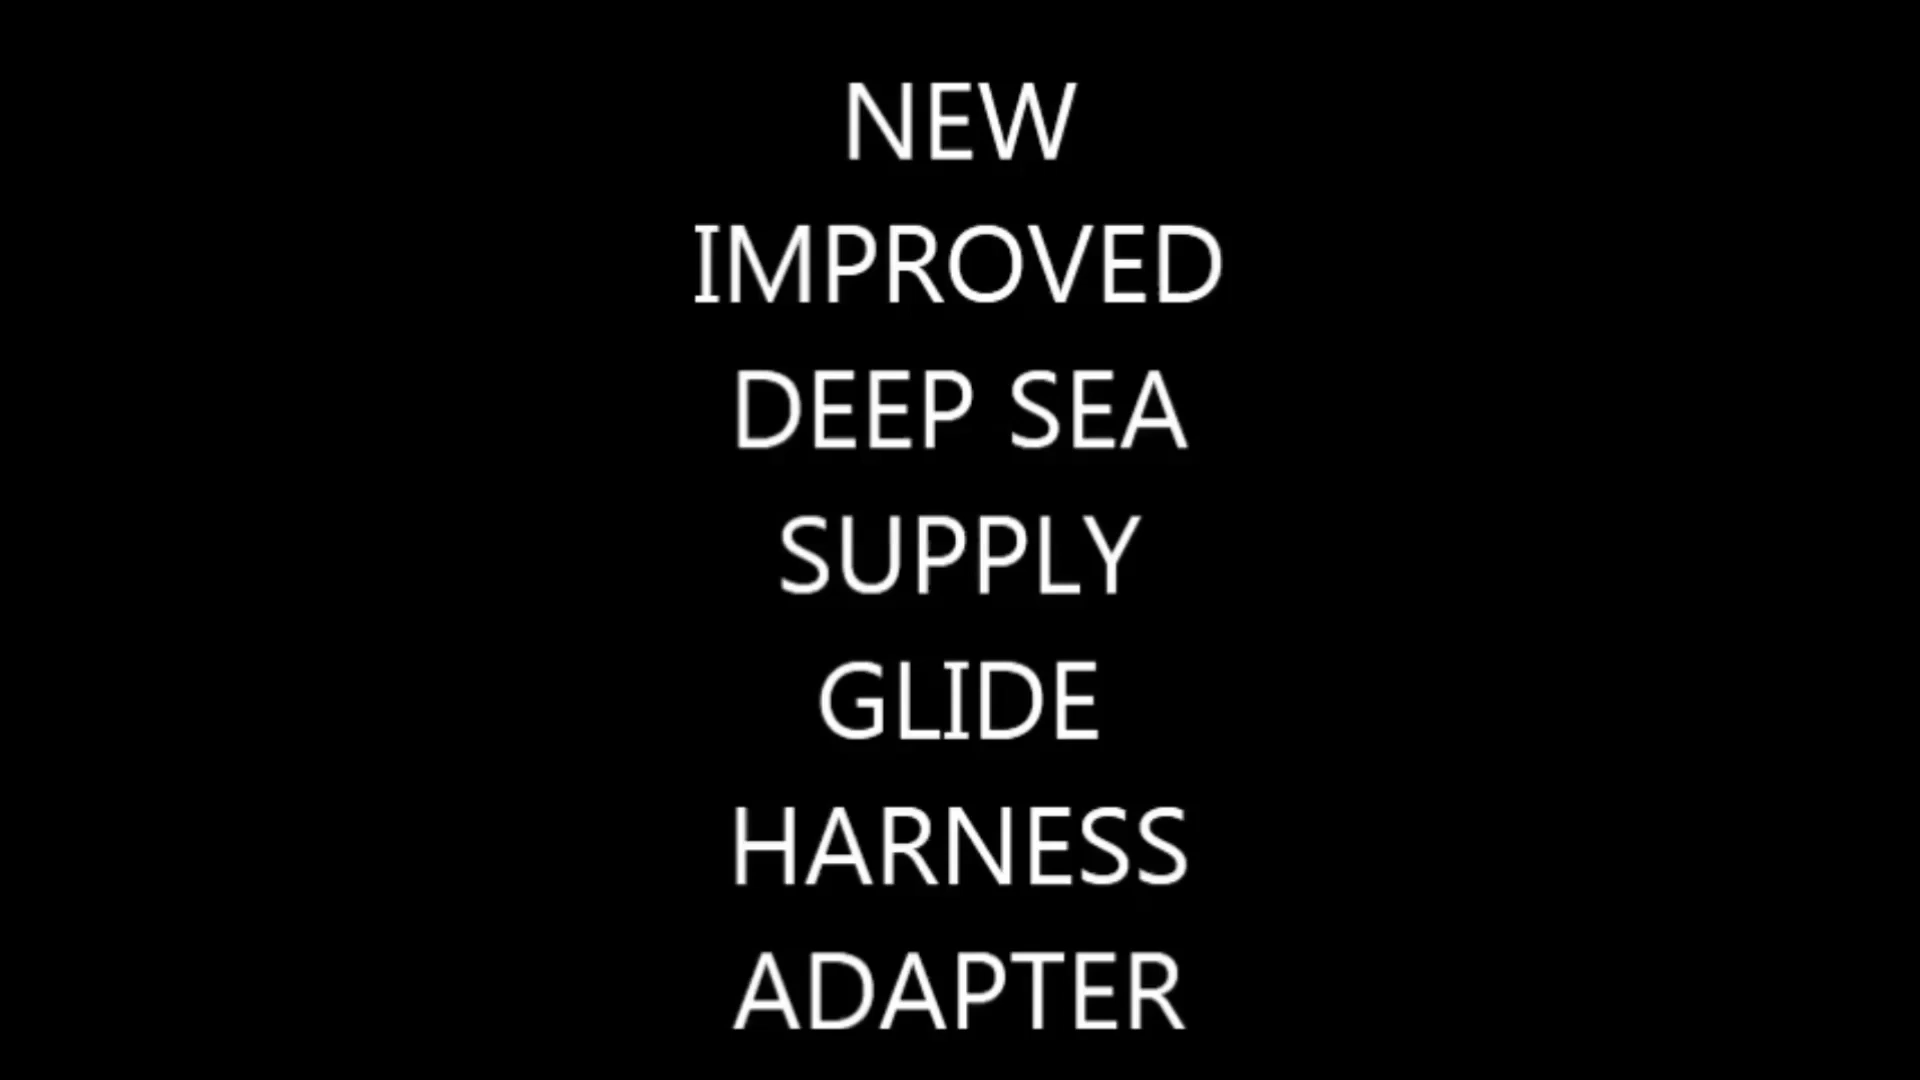 NEW
IMPROVED
DEEP SEA
SUPPLY
GLIDE
HARNESS
ADAPTER